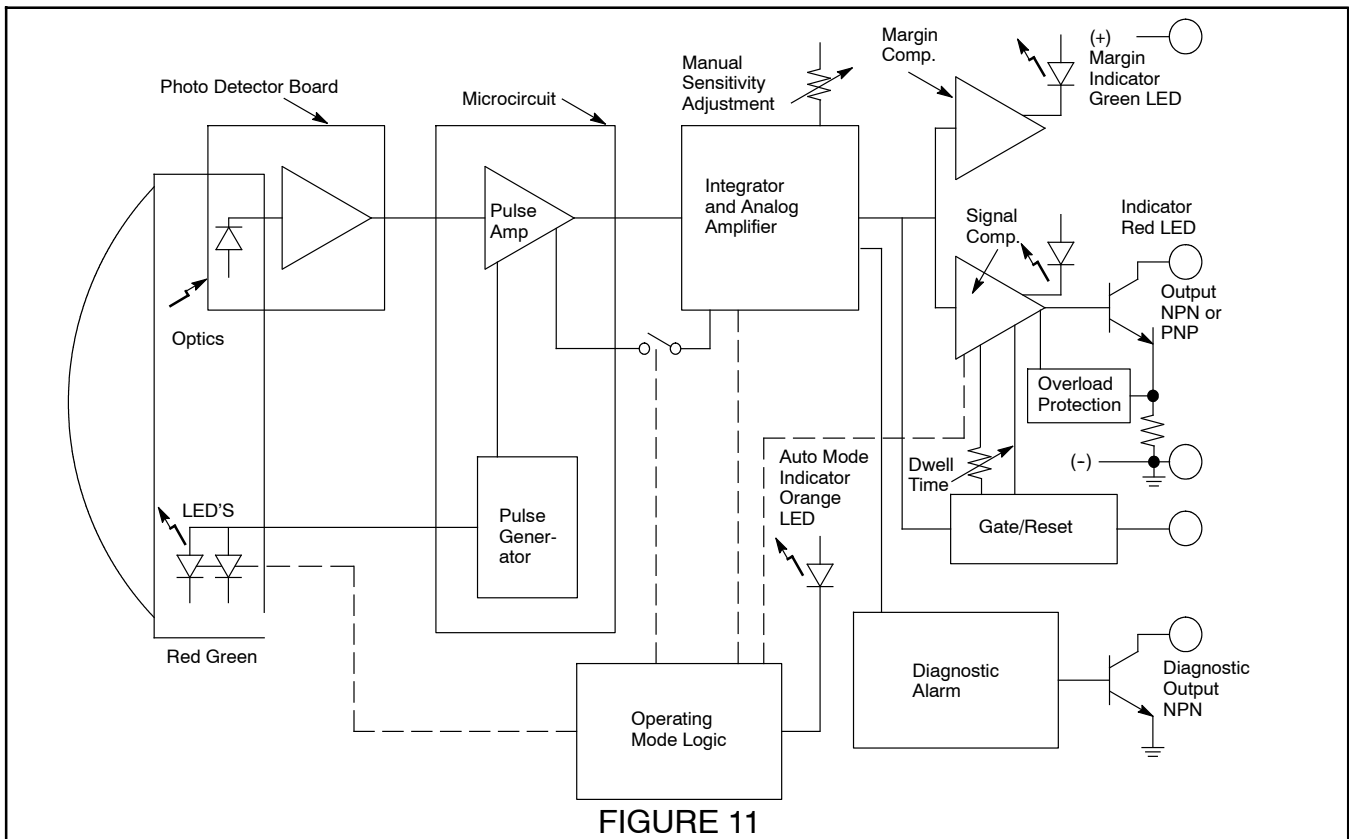 Photo Detector Board
Microcircuit
Manual
Sensitivity
Adjustment
Margin
Comp.
(+)
Margin
Indicator
Green LED
Pulse
Amp
Integrator
and Analog
Amplifier
Signal
Comp.
Indicator
Red LED
Output
NPN or
PNP
Optics
Overload
Protection
(-)
Dwell
Time
Auto Mode
Indicator
Orange
LED
LED'S
Pulse
Gener-
ator
Gate/Reset
Red Green
Operating
Mode Logic
Diagnostic
Alarm
Diagnostic
Output
NPN
FIGURE 11